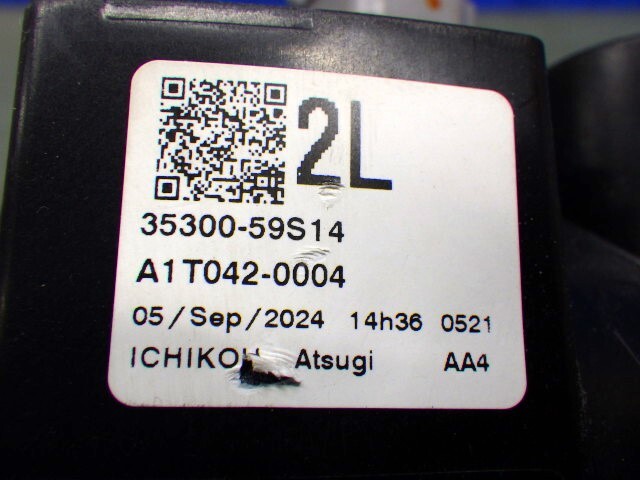 2L
35300-59S14
A1T042-0004
05/Sep/2024 14h36 0521
Atsugi AA4